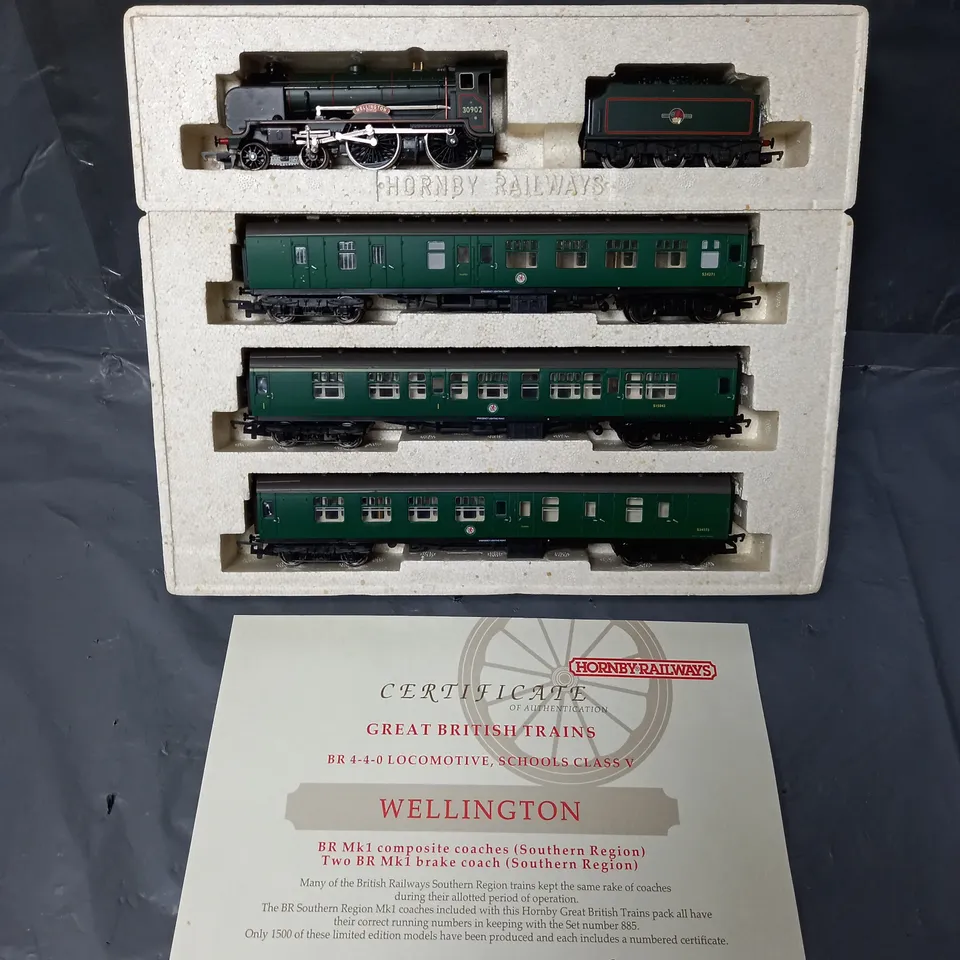 WELLINGTON
30902
HORNBY RAILWAYS
HORNBY RAILWAYS
CERTIFICATE
OF AUTHENTICATION
GREAT BRITISH TRAINS
BR 4-4-0 LOCOMOTIVE, SCHOOLS CLASS V
WELLINGTON
BR Mk1 composite coaches (Southern Region)
Two BR Mk1 brake coach (Southern Region)
Many of the British Railways Southern Region trains kept the same rake of coaches
during their allotted period of operation.
The BR Southern Region Mk1 coaches included with this Hornby Great British Trains pack all have
their correct running numbers in keeping with the Set number 885.
Only 1500 of these limited edition models have been produced and each includes a numbered certificate.